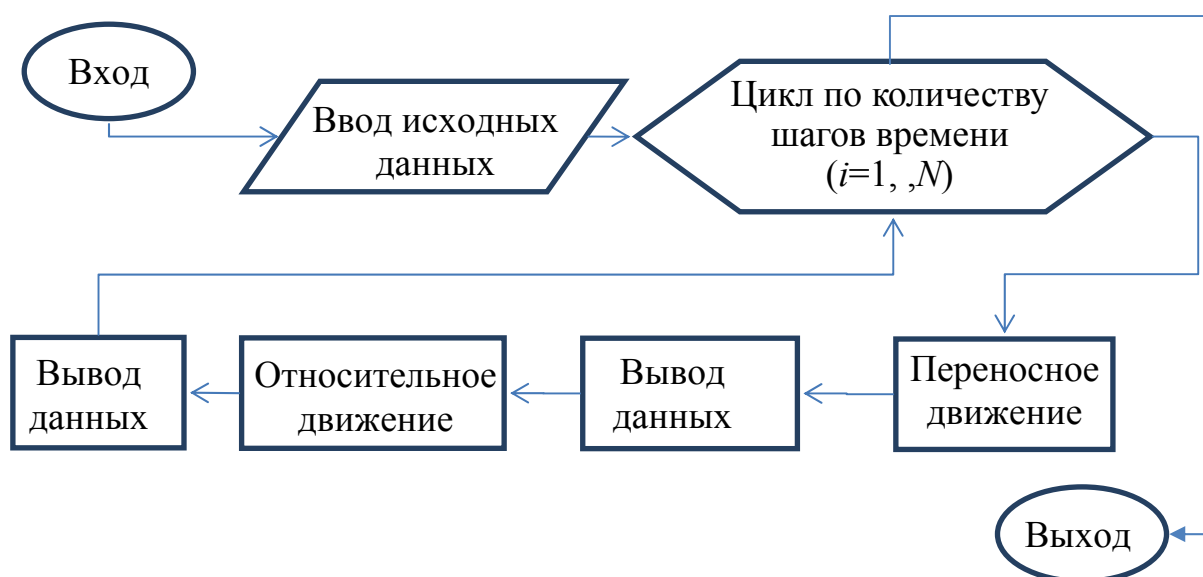 Вход
Ввод исходных
данных
Цикл по количеству
шагов времени
(i=1, ,N)
Вывод
данных
Относительное
движение
Вывод
данных
Переносное
движение
Выход